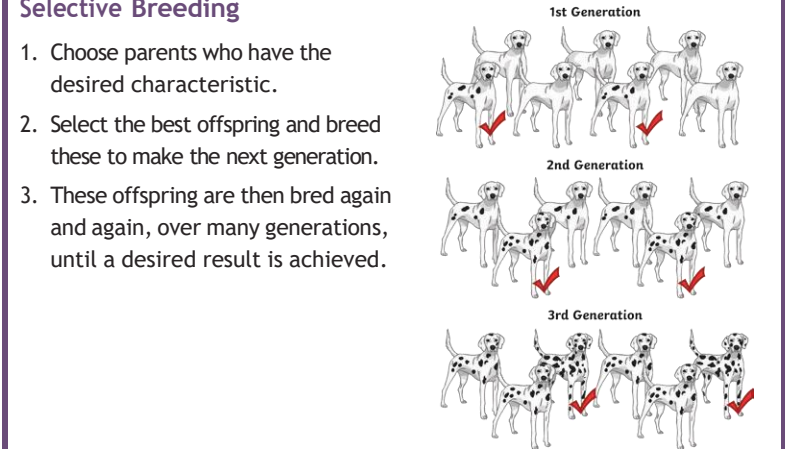 Selective Breeding
1. Choose parents who have the
desired characteristic.
2. Select the best offspring and breed
these to make the next generation.
3. These offspring are then bred again
and again, over many generations,
until a desired result is achieved.
1st Generation
2nd Generation
3rd Generation